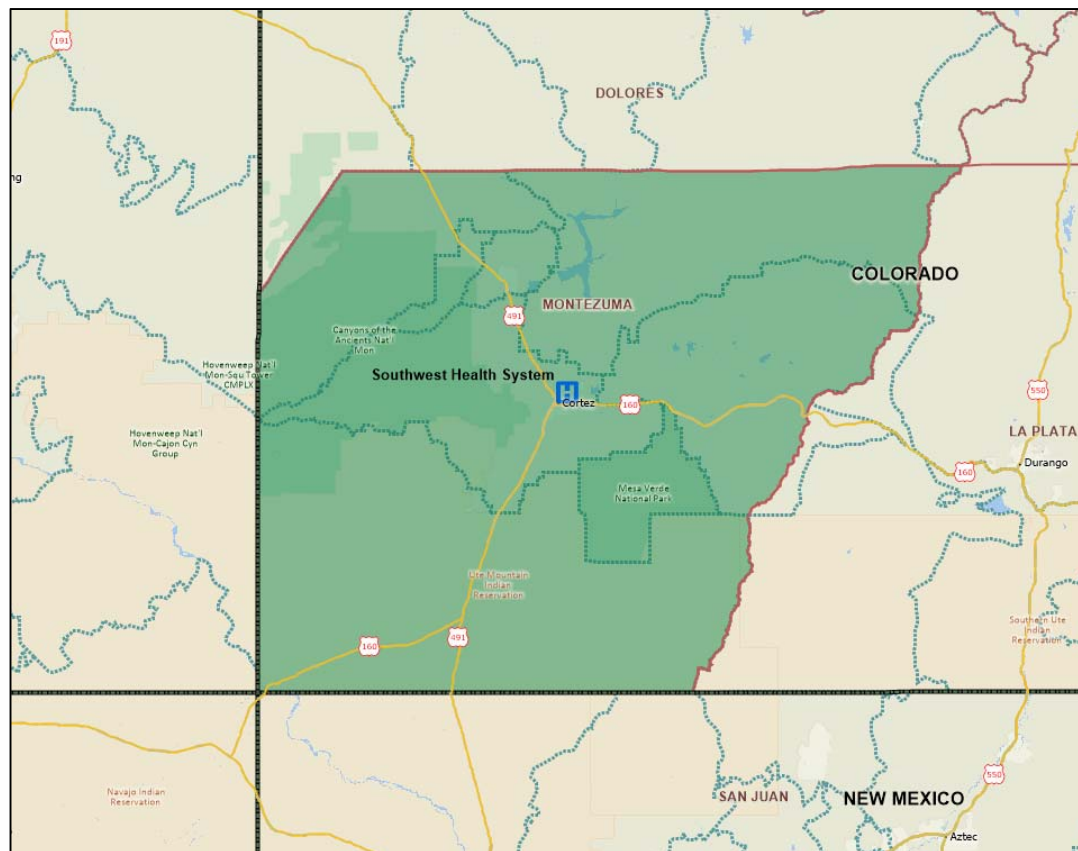 191
DOLORES
ng
COLORADO
MONTEZUMA
491
Canyons of the
Ancients Nat'l
Mon
Hovenweep Nat'l
Mon-Squ Tower
CMPLX
Southwest Health System
H
Cortez
160
550
LA PLATA
Hovenweep Nat'l
Mon-Cajon Cyn
Group
Durango
160
Mesa Verde
National Park
Ute Mountain
Indian
Reservation
Southern Ute
Indian
Reservation
160
491
550
Navajo Indian
Reservation
SAN JUAN
NEW MEXICO
Aztec